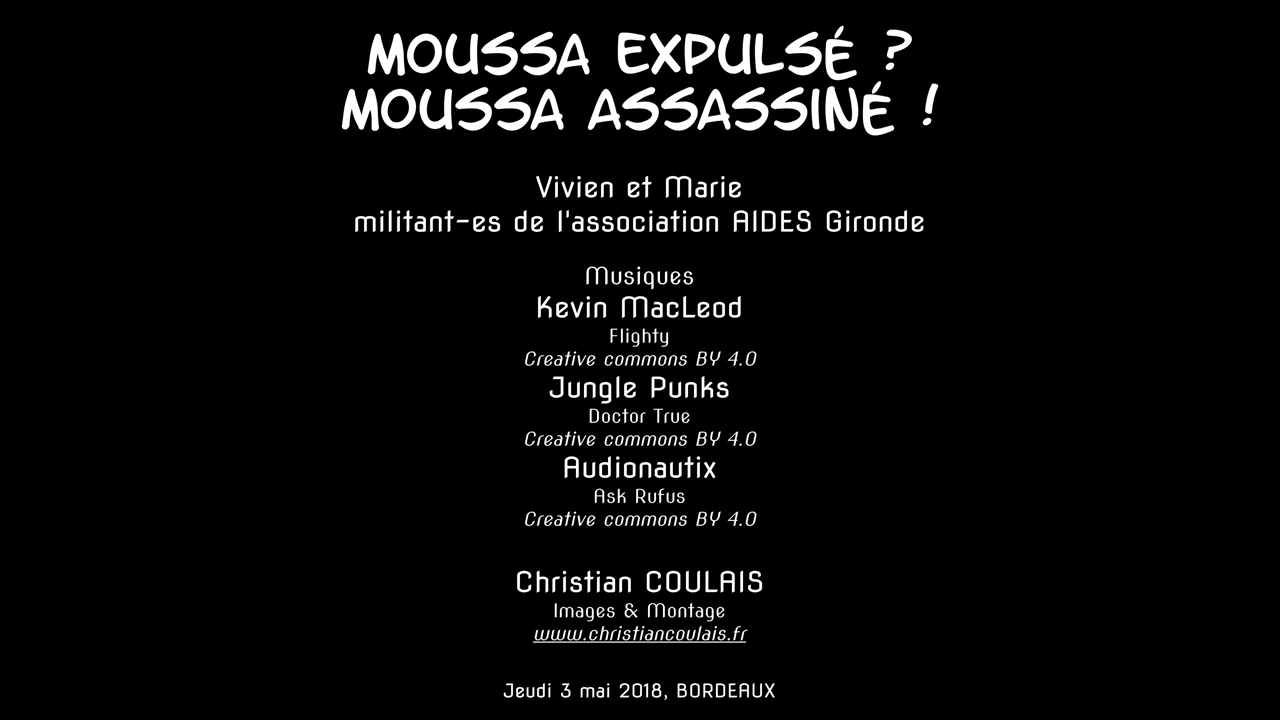 MOUSSA EXPULSÉ ?
MOUSSA ASSASSINÉ !
Vivien et Marie
militant-es de l'association AIDES Gironde
Musiques
Kevin MacLeod
Flighty
Creative commons BY 4.0
Jungle Punks
Doctor True
Creative commons BY 4.0
Audionautix
Ask Rufus
Creative commons BY 4.0
Christian COULAIS
Images & Montage
www.christiancoulais.fr
Jeudi 3 mai 2018, BORDEAUX